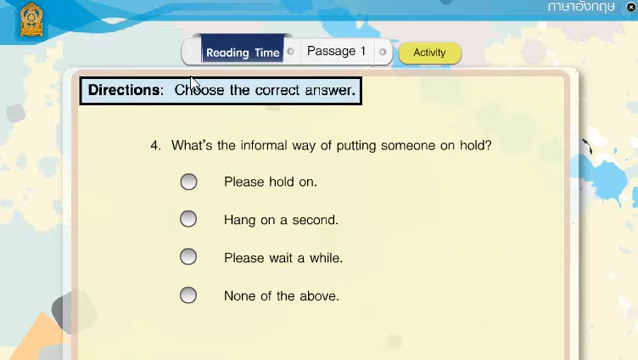 ภาษาอังกฤษ
Reading Time
Passage 1
Activity
Directions: Choose the correct answer.
4. What's the informal way of putting someone on hold?
Please hold on.
Hang on a second.
Please wait a while.
None of the above.